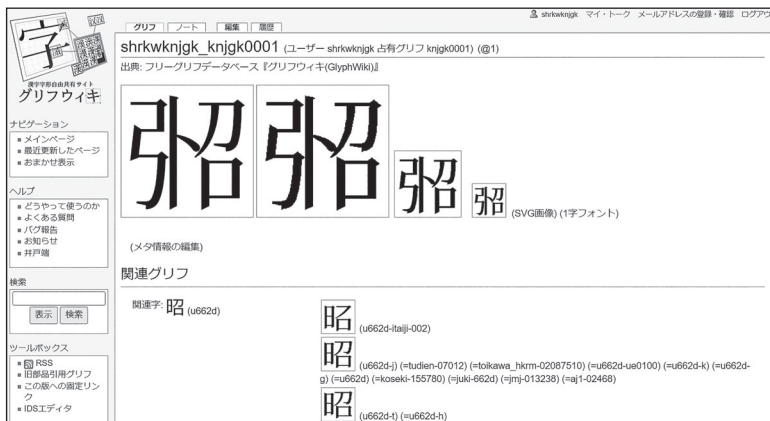 shrkwknjgk マイ・トーク メールアドレスの登録・確認 ログアウ
グリフ ノート 編集 履歴
字
漢字字形自由共有サイト
グリフウィキ
shrkwknjgk_knjgk0001 (ユーザー shrkwknjgk 占有グリフ knjgk0001) (@1)
出典: フリーグリフデータベース『グリフウィキ(GlyphWiki)』
(SVG画像) (1字フォント)
(メタ情報の編集)
関連グリフ
関連字: 昭 (u662d)
昭 (u662d-itaiji-002)
昭 (u662d-j) (=tudien-07012) (=toikawa_hkrm-02087510) (=u662d-ue0100) (=u662d-k) (=u662d-
g) (=u662d) (=koseki-155780) (=juki-662d) (=jmj-013238) (=aj1-02468)
昭 (u662d-t) (=u662d-h)
ナビゲーション
メインページ
最近更新したページ
おまかせ表示
ヘルプ
どうやって使うのか
よくある質問
バグ報告
お知らせ
井戸端
検索
表示 検索
ツールボックス
RSS
旧部品引用グリフ
この版への固定リン
ク
IDSエディタ